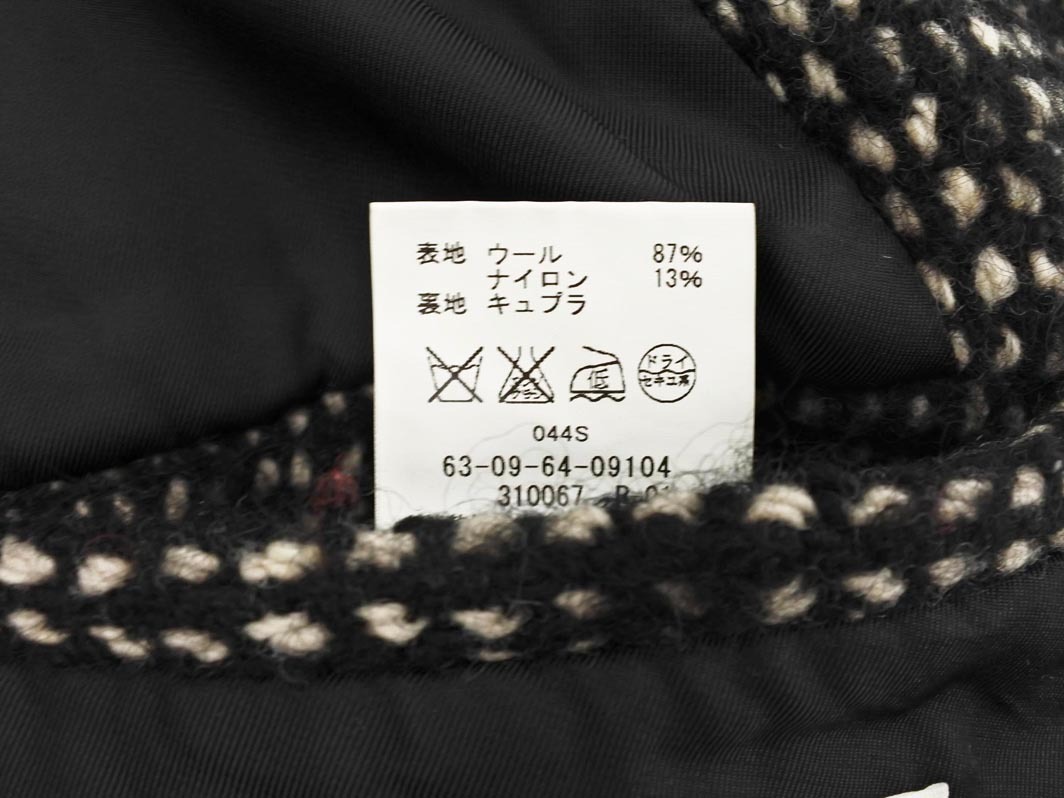 表地 ウール 87%
ナイロン 13%
裏地 キュプラ
低
ドライ
セキユ系
044S
63-09-64-09104
310067